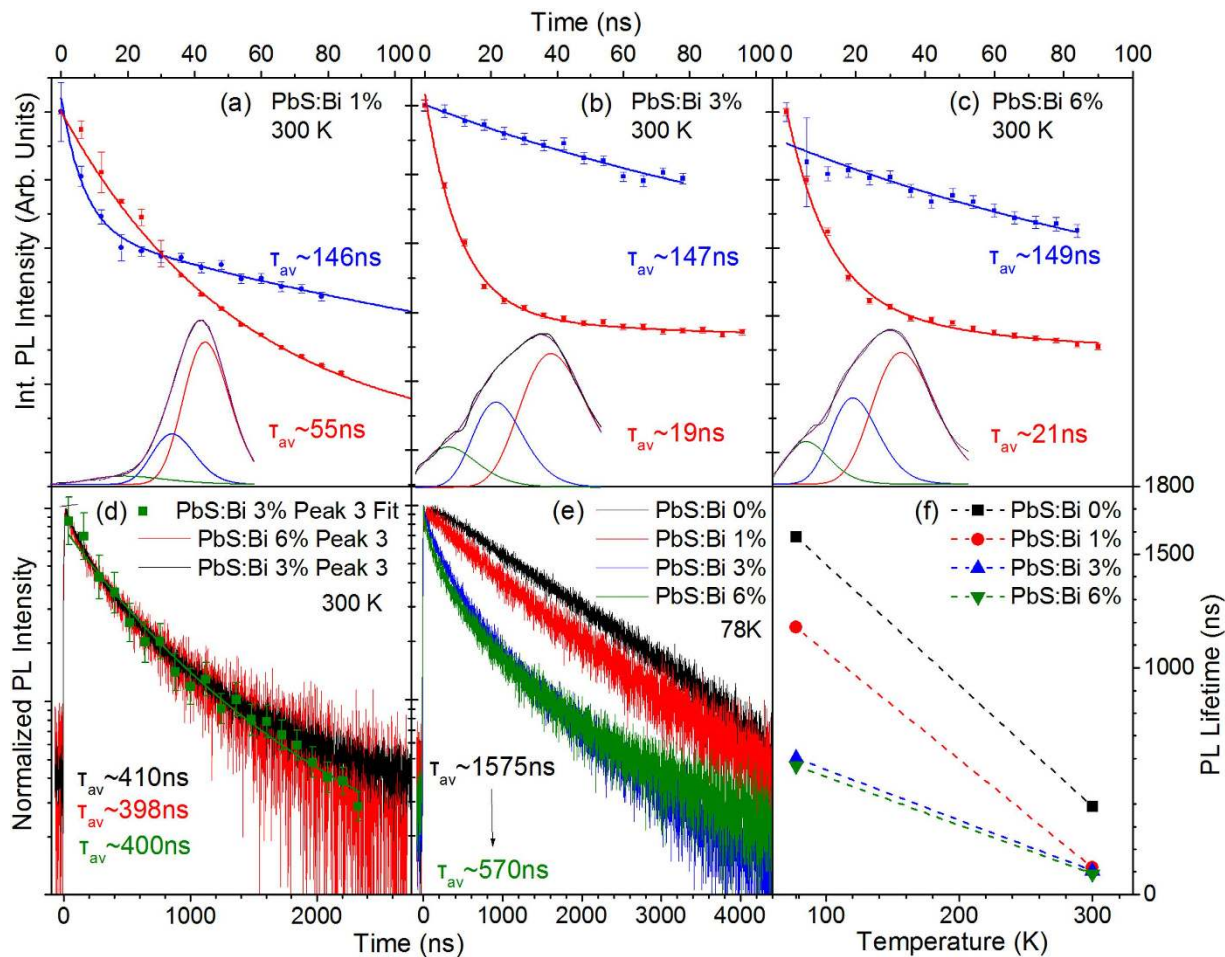 Time (ns)
0 20 40 60 80 100 0 20 40 60 80 100 0 20 40 60 80 100
Int. PL Intensity (Arb. Units)
(a) PbS:Bi 1%
300 K
τav~146ns
τav~55ns
(b) PbS:Bi 3%
300 K
τav~147ns
τav~19ns
(c) PbS:Bi 6%
300 K
τav~149ns
τav~21ns
Normalized PL Intensity
(d) PbS:Bi 3% Peak 3 Fit
PbS:Bi 6% Peak 3
PbS:Bi 3% Peak 3
300 K
τav~410ns
τav~398ns
τav~400ns
0 1000 2000
(e) PbS:Bi 0%
PbS:Bi 1%
PbS:Bi 3%
PbS:Bi 6%
78K
τav~1575ns
τav~570ns
0 1000 2000 3000 4000
Time (ns)
(f) PbS:Bi 0%
PbS:Bi 1%
PbS:Bi 3%
PbS:Bi 6%
1800
1500
1000
0
PL Lifetime (ns)
100 200 300
Temperature (K)